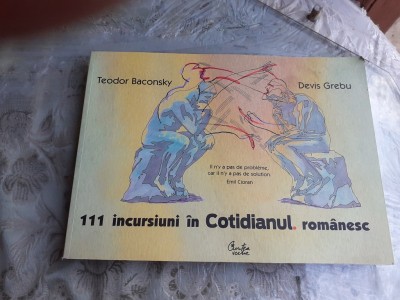 Teodor Baconsky
Devis Grebu
Il n'y a pas de problème,
car il n'y a pas de solution.
Emil Cioran
111 incursiuni în Cotidianul. românesc
Curtea
veche